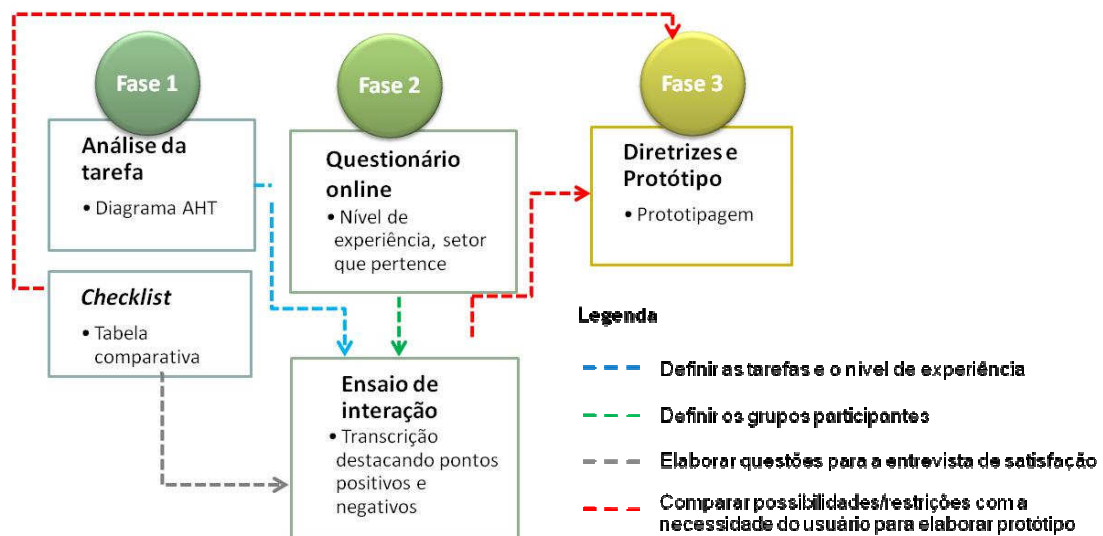 Fase 1
Análise da
tarefa
• Diagrama AHT
Checklist
• Tabela
comparativa
Fase 2
Questionário
online
• Nível de
experiência, setor
que pertence
Ensaio de
interação
• Transcrição
destacando pontos
positivos e
negativos
Fase 3
Diretrizes e
Protótipo
• Prototipagem
Legenda
Definir as tarefas e o nível de experiência
Definir os grupos participantes
Elaborar questões para a entrevista de satisfação
Comparar possibilidades/restrições com a
necessidade do usuário para elaborar protótipo